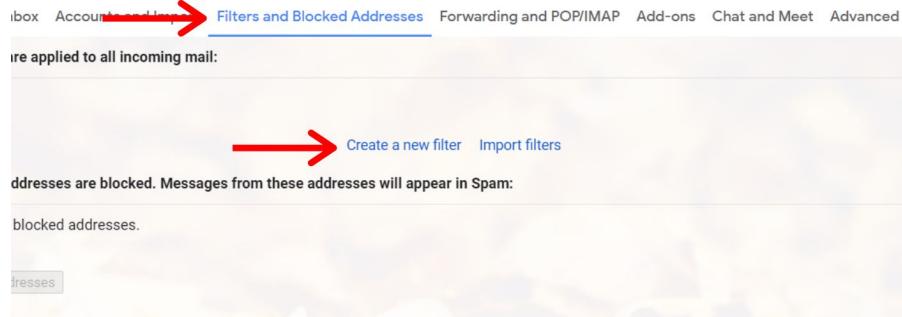 nbox Accounts and Import Filters and Blocked Addresses Forwarding and POP/IMAP Add-ons Chat and Meet Advanced
are applied to all incoming mail:
Create a new filter Import filters
ddresses are blocked. Messages from these addresses will appear in Spam:
blocked addresses.
dresses